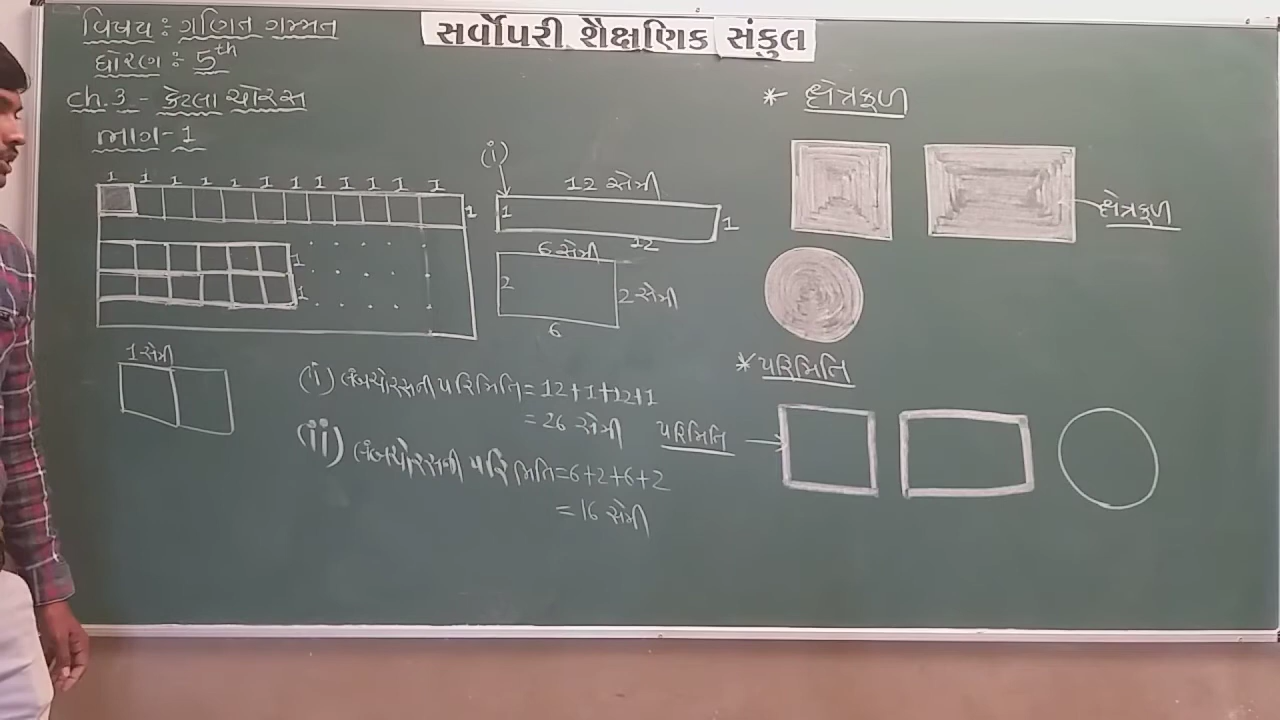 સર્વોપરી શૈક્ષણિક સંકુલ
વિષય : ગણિત ગમ્મત
ધોરણ : 5th
ch.3 - કેટલા ચોરસ
ભાગ-1
1 1 1 1 1 1 1 1 1 1 1
1
1
1
1 સેમી
(i)
12 સેમી
1 1
12
6 સેમી
2 2 સેમી
6
(i) લંબચોરસની પરિમિતિ = 12+1+12+1
= 26 સેમી
(ii) લંબચોરસની પરિમિતિ = 6+2+6+2
= 16 સેમી
* ક્ષેત્રફળ
ક્ષેત્રફળ
* પરિમિતિ
પરિમિતિ